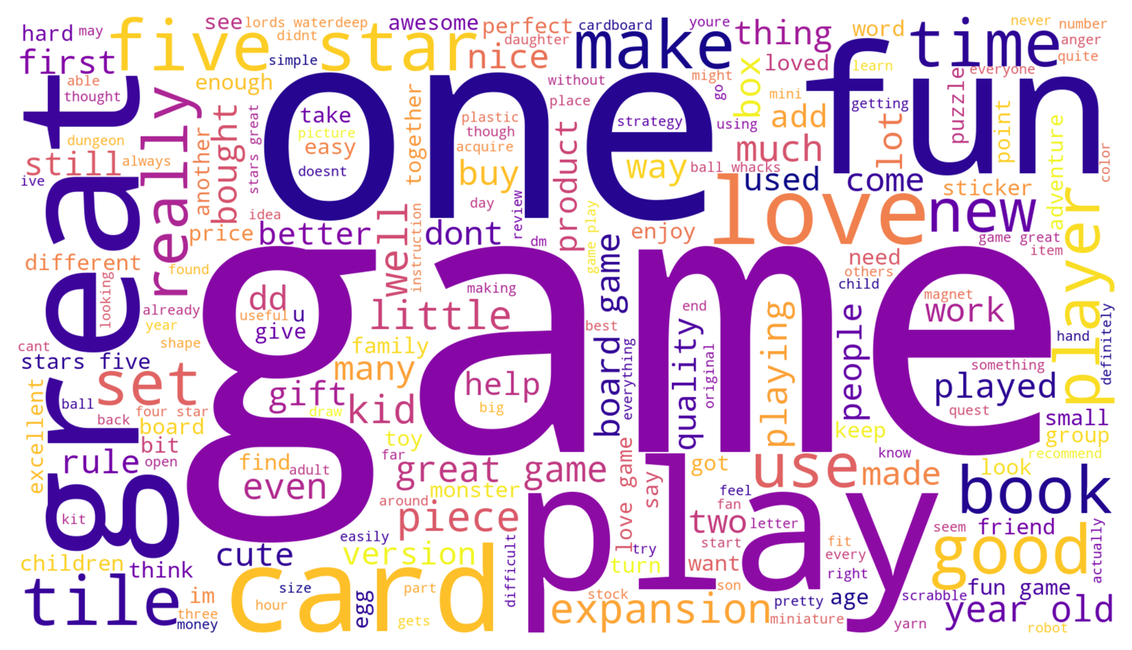 hard
may
five star
see
lords waterdeep
awesome
perfect
cardboard
youre
word
never
number
first
didnt
daughter
make
thing
time
anger
able
simple
nice
loved
quite
thought
enough
without
might
box
learn
everyone
great
really
one
fun
go
mini
getting
puzzle
take
place
add
dungeon
bought
stars great
picture
together
plastic
strategy
using
lot
point
another
easy
though
acquire
product
much
adventure
color
still
always
doesnt
buy
way
ball whacks
ive
day
love
used
come
sticker
player
idea
review
new
price
better
dont
dm
game play
enjoy
game great
item
different
well
instruction
need
found
dd
game
others
looking
useful
u
making
board game
child
magnet
already
give
little
end
work
year
best
quality
playing
people
hand
cant
shape
family
everything
original
something
definitely
stars five
many
help
played
set
gift
kid
quest
excellent
ball
back
four star
draw
big
small
board
toy
keep
group
bit
rule
open
find
adult
far
great game
love game
say
got
use
know
made
look
recommend
even
monster
feel
book
kit
around
piece
play
fan
two
letter
seem
friend
easily
try
start
fit
actually
children
think
cute
version
difficult
turn
want
every
good
tile
card
son
right
fun game
im
size
part
stock
pretty
age
scrabble
three
hour
egg
expansion
year old
money
gets
miniature
yarn
robot